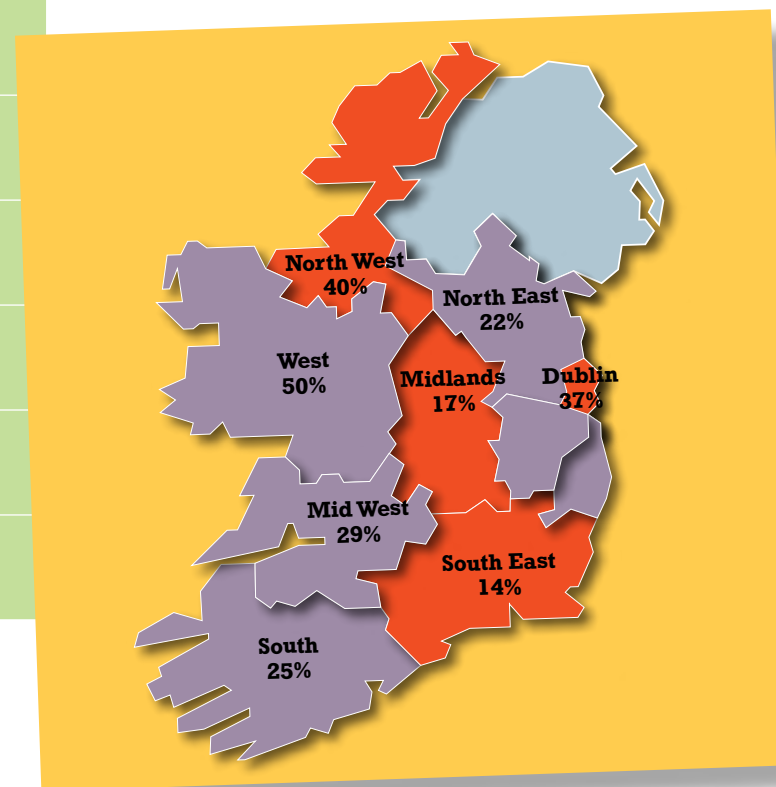 North West
40%
North East
22%
West
50%
Midlands
17%
Dublin
37%
Mid West
29%
South East
14%
South
25%